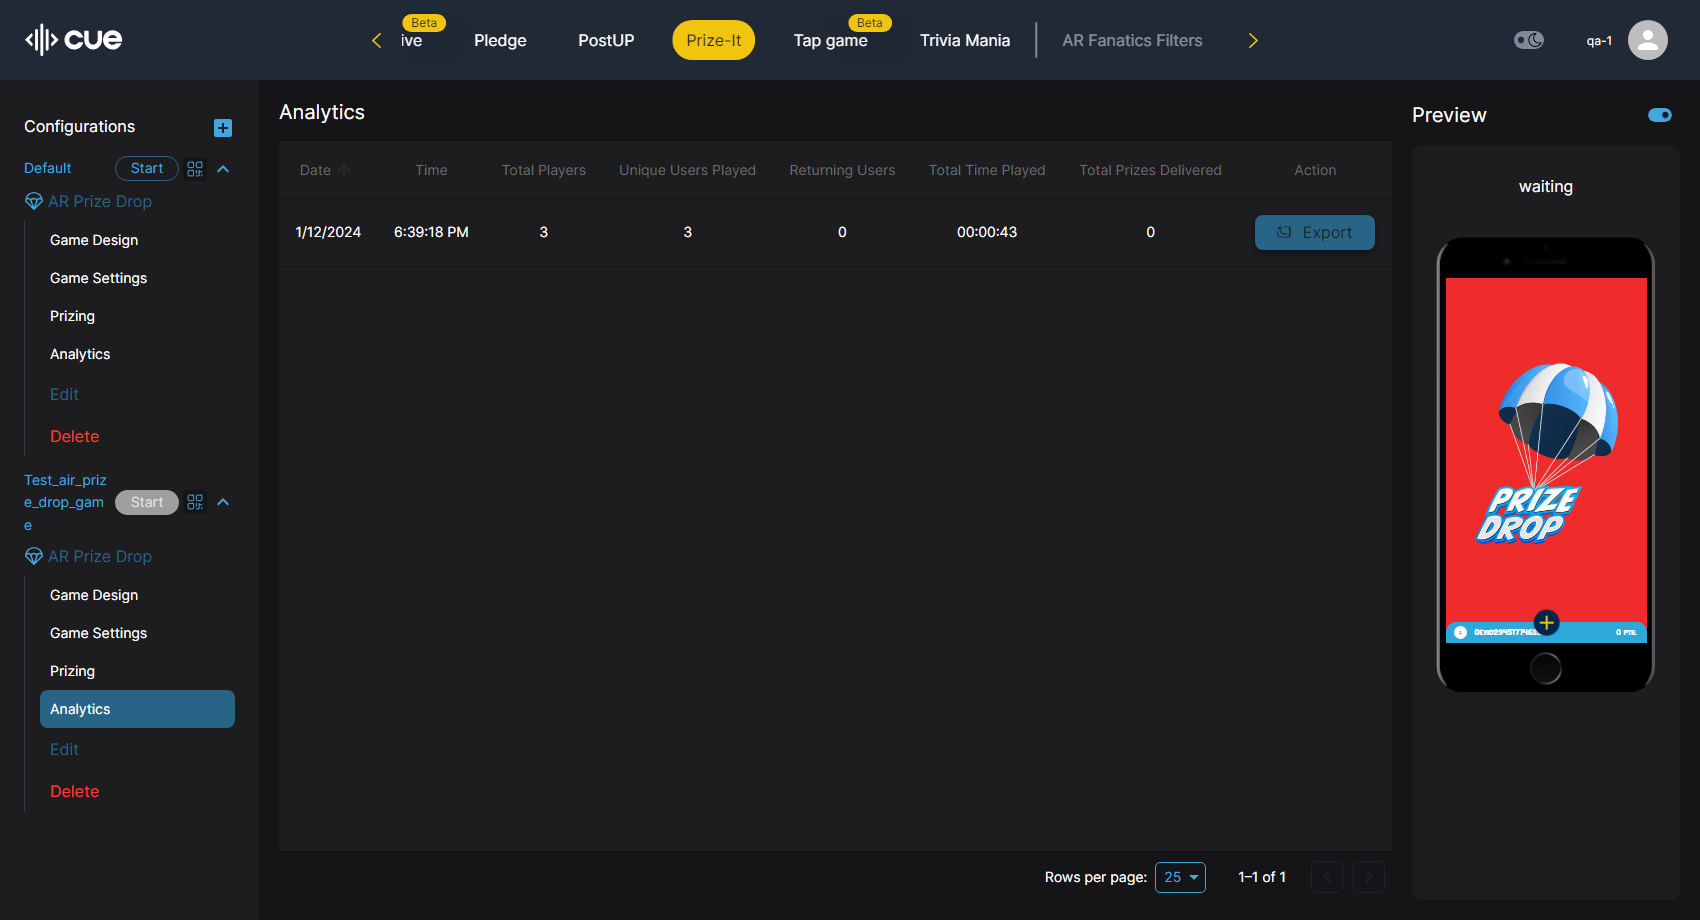 cue
Beta
ive
Pledge
PostUP
Prize-It
Beta
Tap game
Trivia Mania
AR Fanatics Filters
qa-1
Configurations
Default
Start
AR Prize Drop
Game Design
Game Settings
Prizing
Analytics
Edit
Delete
Test_air_priz
e_drop_gam
e
Start
AR Prize Drop
Game Design
Game Settings
Prizing
Analytics
Edit
Delete
Analytics
Date Time Total Players Unique Users Played Returning Users Total Time Played Total Prizes Delivered Action
1/12/2024 6:39:18 PM 3 3 0 00:00:43 0 Export
Rows per page: 25 1–1 of 1
Preview
waiting
PRIZE
DROP
0 PTS.